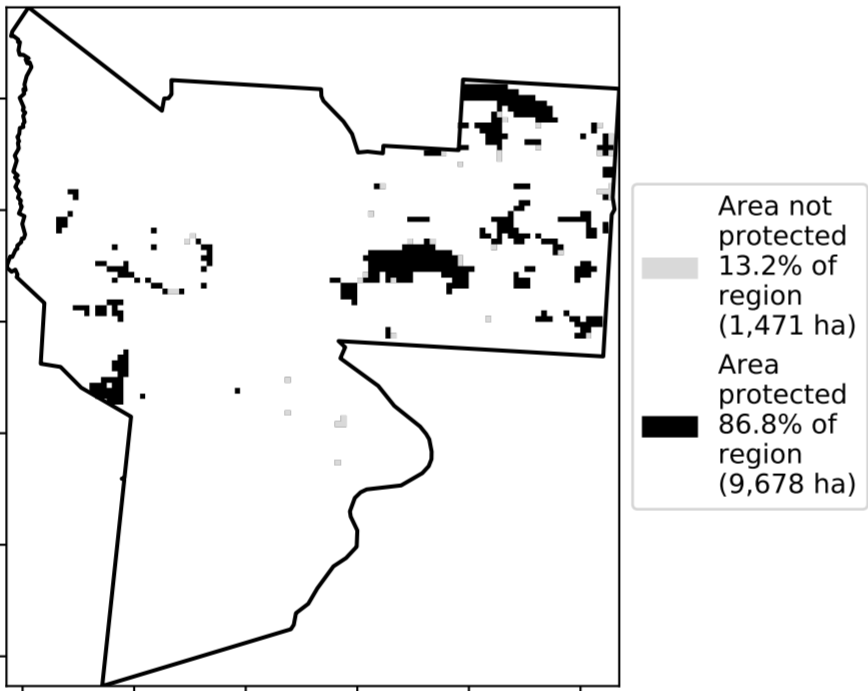 Area not
protected
13.2% of
region
(1,471 ha)
Area
protected
86.8% of
region
(9,678 ha)